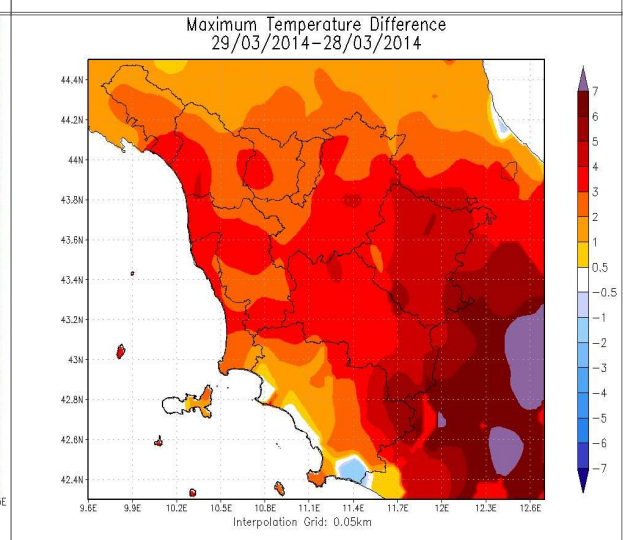 Maximum Temperature Difference
29/03/2014-28/03/2014
44.4N
44.2N
44N
43.8N
43.6N
43.4N
43.2N
43N
42.8N
42.6N
42.4N
9.6E 9.9E 10.2E 10.5E 10.8E 11.1E 11.4E 11.7E 12E 12.3E 12.6E
Interpolation Grid: 0.05km
7
6
5
4
3
2
1
0.5
-0.5
-1
-2
-3
-4
-5
-6
-7